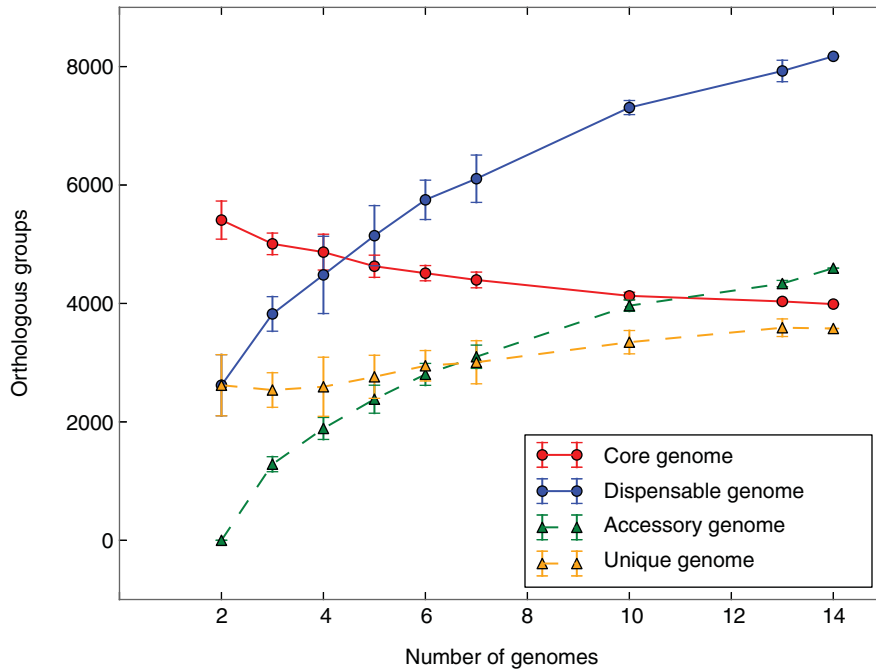 Orthologous groups
8000
6000
4000
2000
0
2
4
6
8
10
12
14
Number of genomes
Core genome
Dispensable genome
Accessory genome
Unique genome